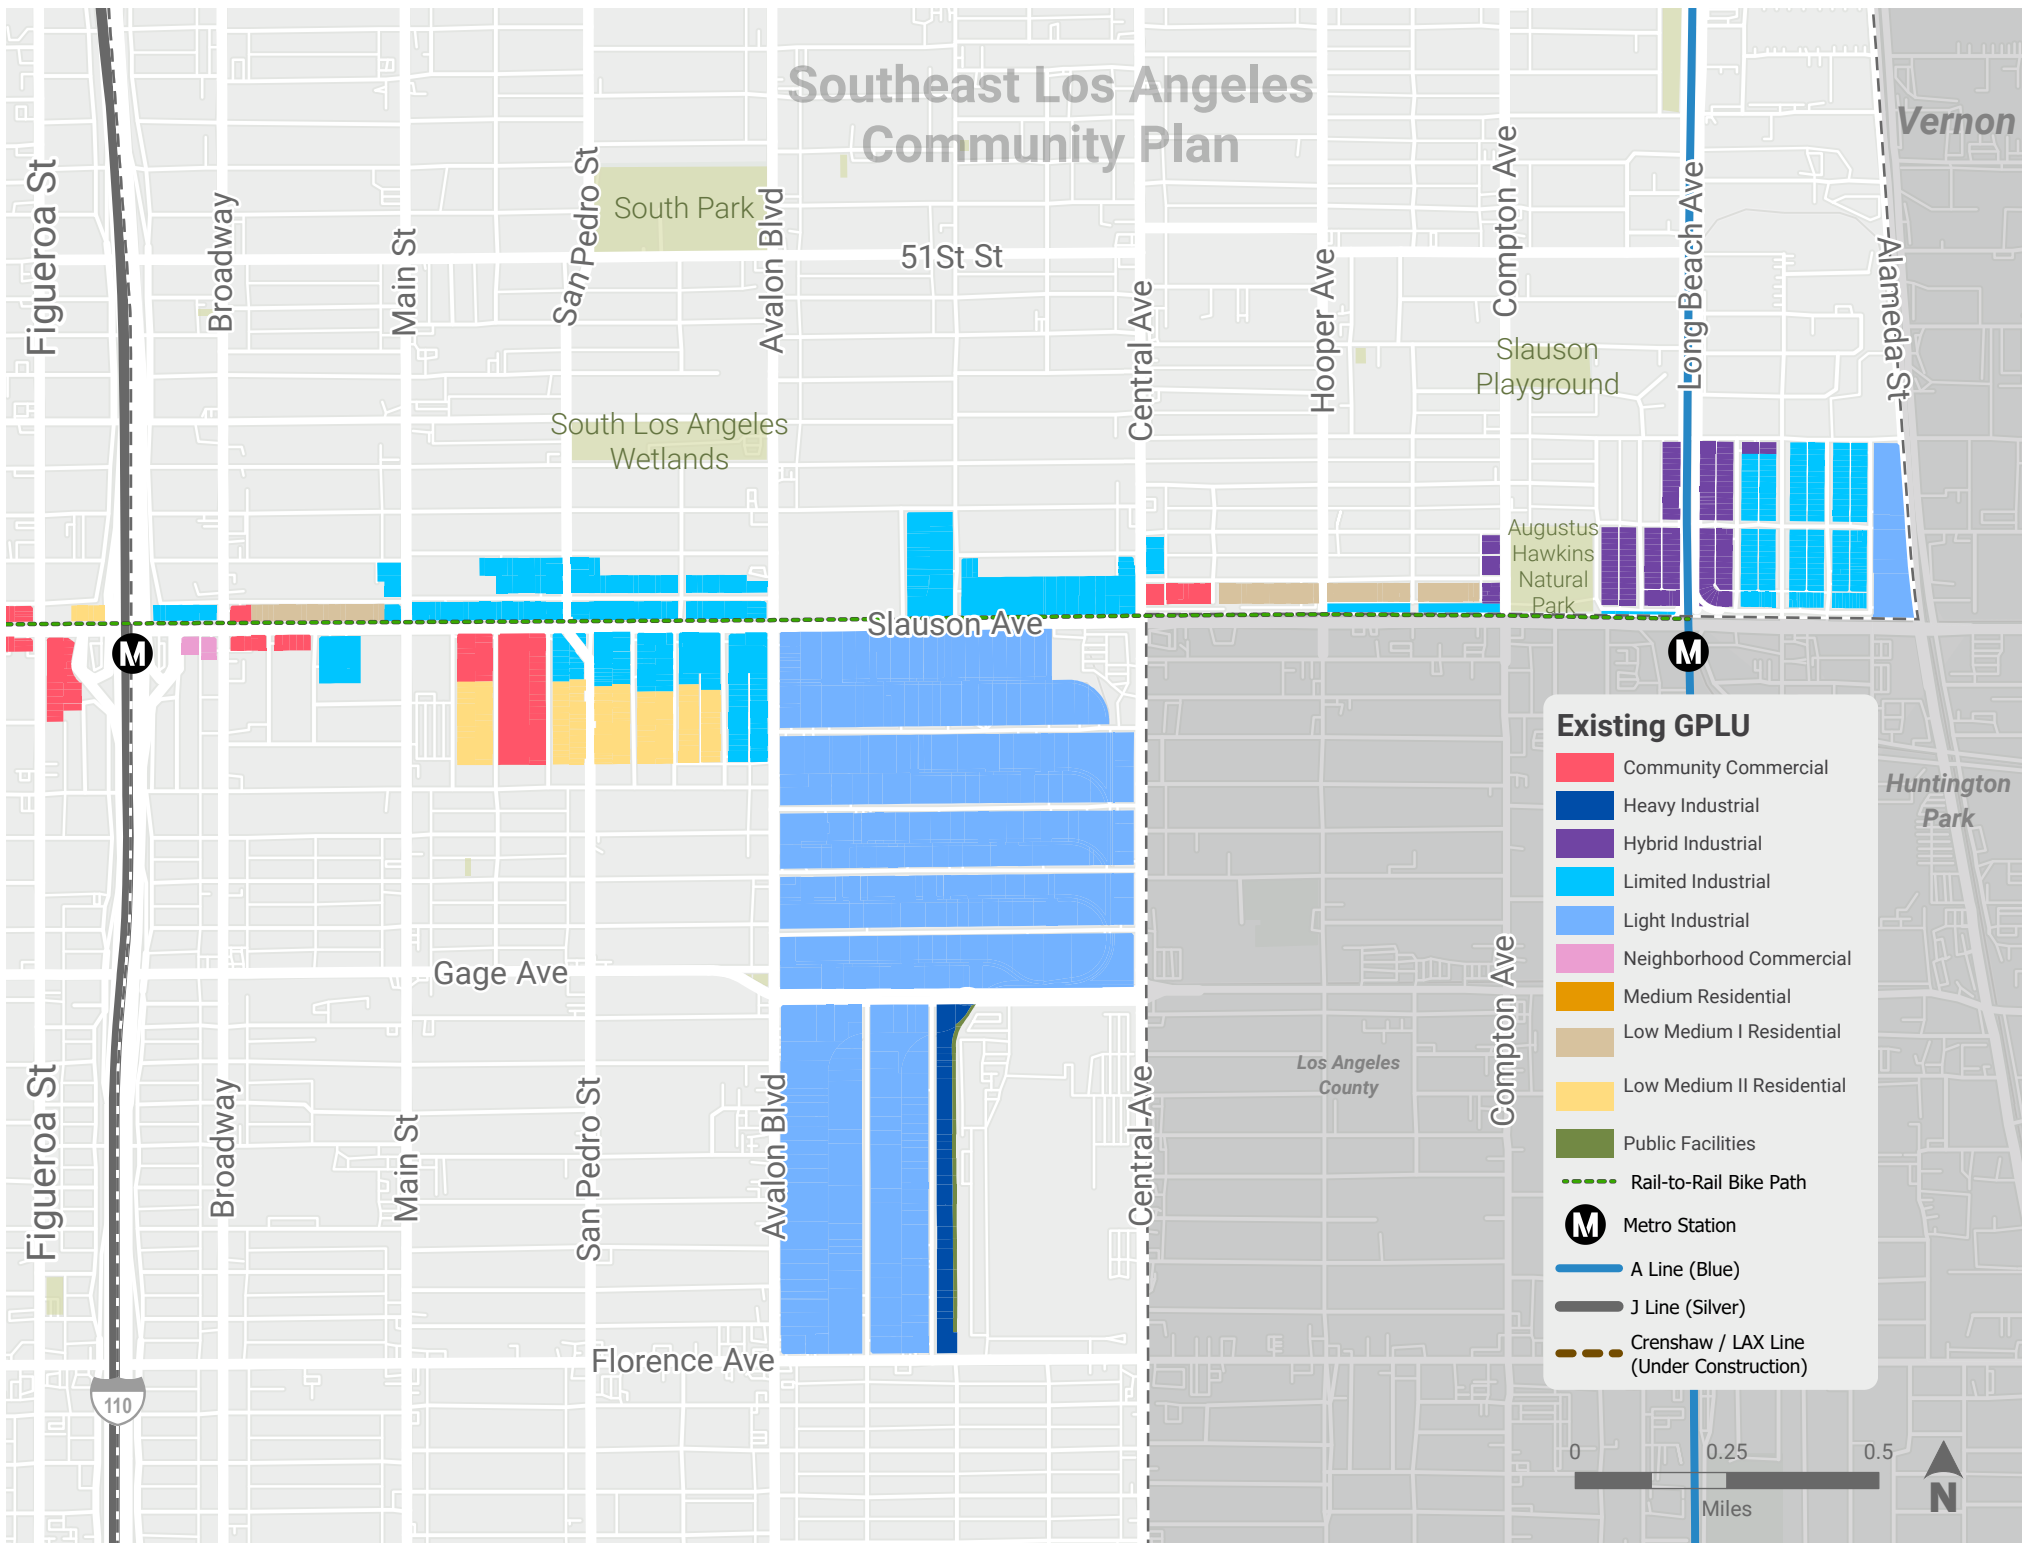 Southeast Los Angeles
Community Plan
Vernon
Figueroa St
Broadway
Main St
San Pedro St
South Park
Avalon Blvd
51St St
Central Ave
Hooper Ave
Compton Ave
Long Beach Ave
Alameda St
Slauson
Playground
South Los Angeles
Wetlands
Augustus
Hawkins
Natural
Park
Slauson Ave
M
M
Existing GPLU
Community Commercial
Heavy Industrial
Hybrid Industrial
Limited Industrial
Light Industrial
Neighborhood Commercial
Medium Residential
Low Medium I Residential
Low Medium II Residential
Public Facilities
Rail-to-Rail Bike Path
M
Metro Station
A Line (Blue)
J Line (Silver)
Crenshaw / LAX Line
(Under Construction)
Huntington
Park
Gage Ave
Los Angeles
County
Compton Ave
Figueroa St
Broadway
Main St
San Pedro St
Avalon Blvd
Central Ave
Florence Ave
110
0
0.25
0.5
Miles
N